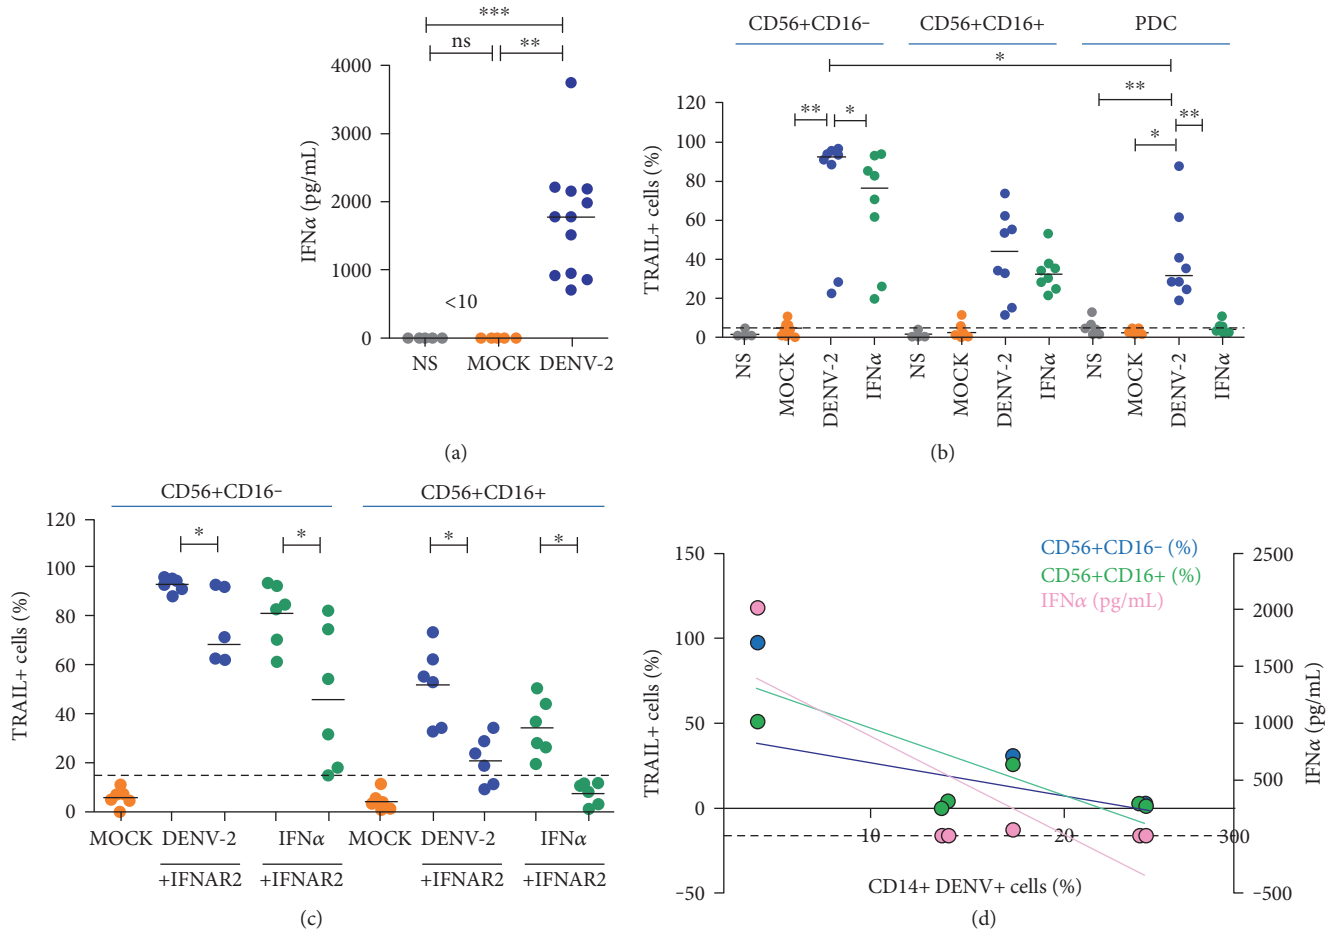 ***
ns
**
4000
3000
2000
1000
0
IFNα (pg/mL)
<10
NS MOCK DENV-2
(a)
CD56+CD16- CD56+CD16+ PDC
*
**
** * **
*
120
100
80
60
40
20
0
TRAIL+ cells (%)
NS MOCK DENV-2 IFNα NS MOCK DENV-2 IFNα NS MOCK DENV-2 IFNα
(b)
CD56+CD16- CD56+CD16+
* * * *
120
100
80
60
40
20
0
TRAIL+ cells (%)
MOCK DENV-2 IFNα MOCK DENV-2 IFNα
+IFNAR2 +IFNAR2 +IFNAR2 +IFNAR2
(c)
CD56+CD16- (%)
CD56+CD16+ (%)
IFNα (pg/mL)
150
100
50
0
-50
TRAIL+ cells (%)
2500
2000
1500
1000
500
0
-500
IFNα (pg/mL)
10 20 30
CD14+ DENV+ cells (%)
(d)